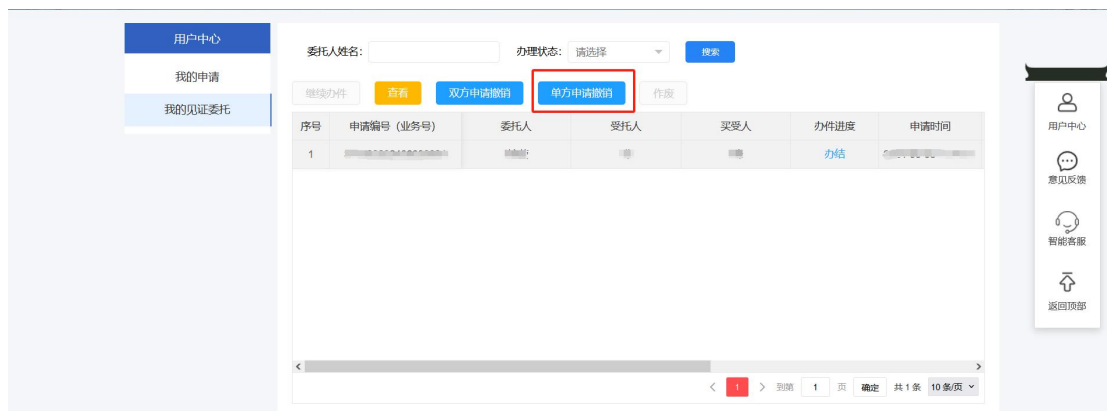 用户中心
我的申请
我的见证委托
委托人姓名： 办理状态： 请选择 搜索
继续办件 查看 双方申请撤销 单方申请撤销 作废
序号 申请编号（业务号） 委托人 受托人 买受人 办件进度 申请时间
1 办结
< 1 > 到第 1 页 确定 共1条 10条/页
用户中心
意见反馈
智能客服
返回顶部